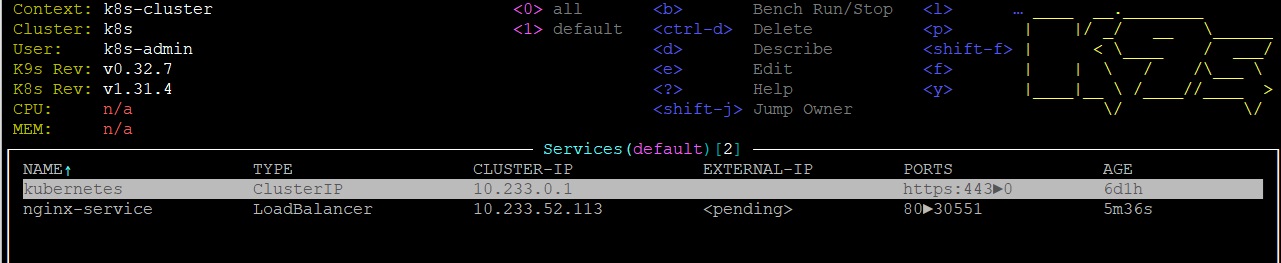 Context: k8s-cluster <0> all <b> Bench Run/Stop <l> …
Cluster: k8s <1> default <ctrl-d> Delete <p>
User: k8s-admin <d> Describe <shift-f>
K9s Rev: v0.32.7 <e> Edit <f>
K8s Rev: v1.31.4 <?> Help <y>
CPU: n/a <shift-j> Jump Owner
MEM: n/a
Services(default)[2]
NAME↑ TYPE CLUSTER-IP EXTERNAL-IP PORTS AGE
kubernetes ClusterIP 10.233.0.1 https:443►0 6d1h
nginx-service LoadBalancer 10.233.52.113 <pending> 80►30551 5m36s